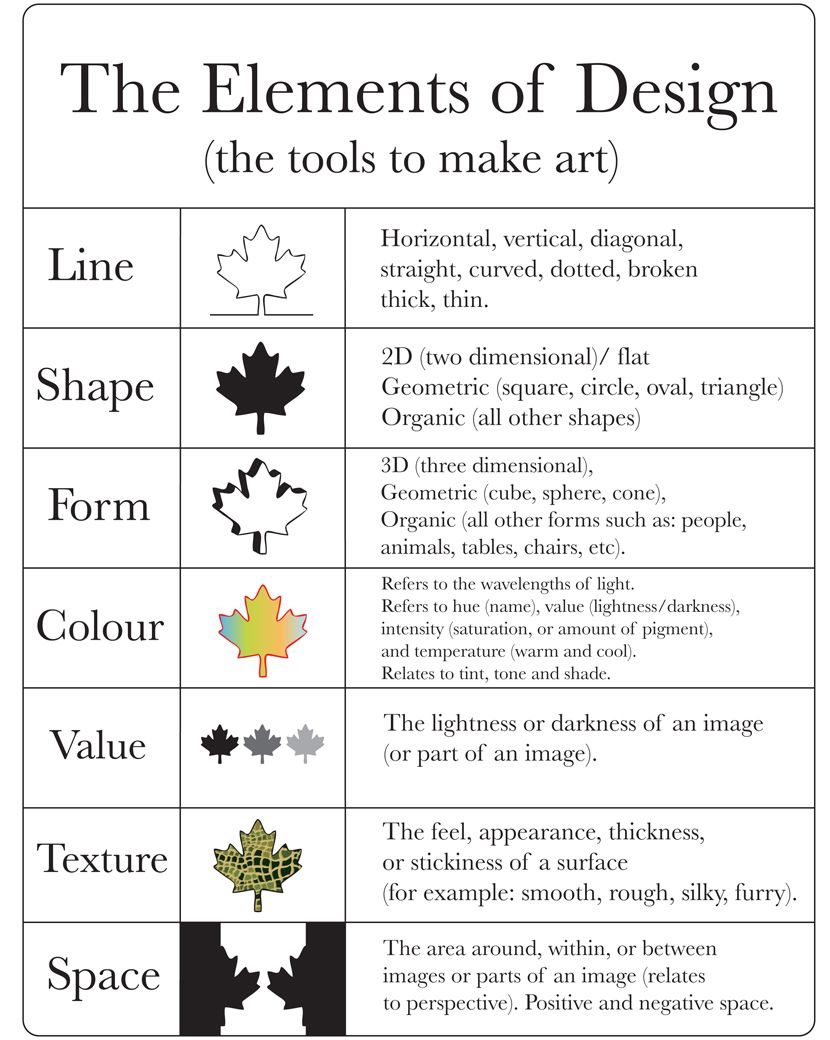 The Elements of Design
(the tools to make art)
Line
Horizontal, vertical, diagonal,
straight, curved, dotted, broken
thick, thin.
Shape
2D (two dimensional)/ flat
Geometric (square, circle, oval, triangle)
Organic (all other shapes)
Form
3D (three dimensional),
Geometric (cube, sphere, cone),
Organic (all other forms such as: people,
animals, tables, chairs, etc).
Colour
Refers to the wavelengths of light.
Refers to hue (name), value (lightness/darkness),
intensity (saturation, or amount of pigment),
and temperature (warm and cool).
Relates to tint, tone and shade.
Value
The lightness or darkness of an image
(or part of an image).
Texture
The feel, appearance, thickness,
or stickiness of a surface
(for example: smooth, rough, silky, furry).
Space
The area around, within, or between
images or parts of an image (relates
to perspective). Positive and negative space.